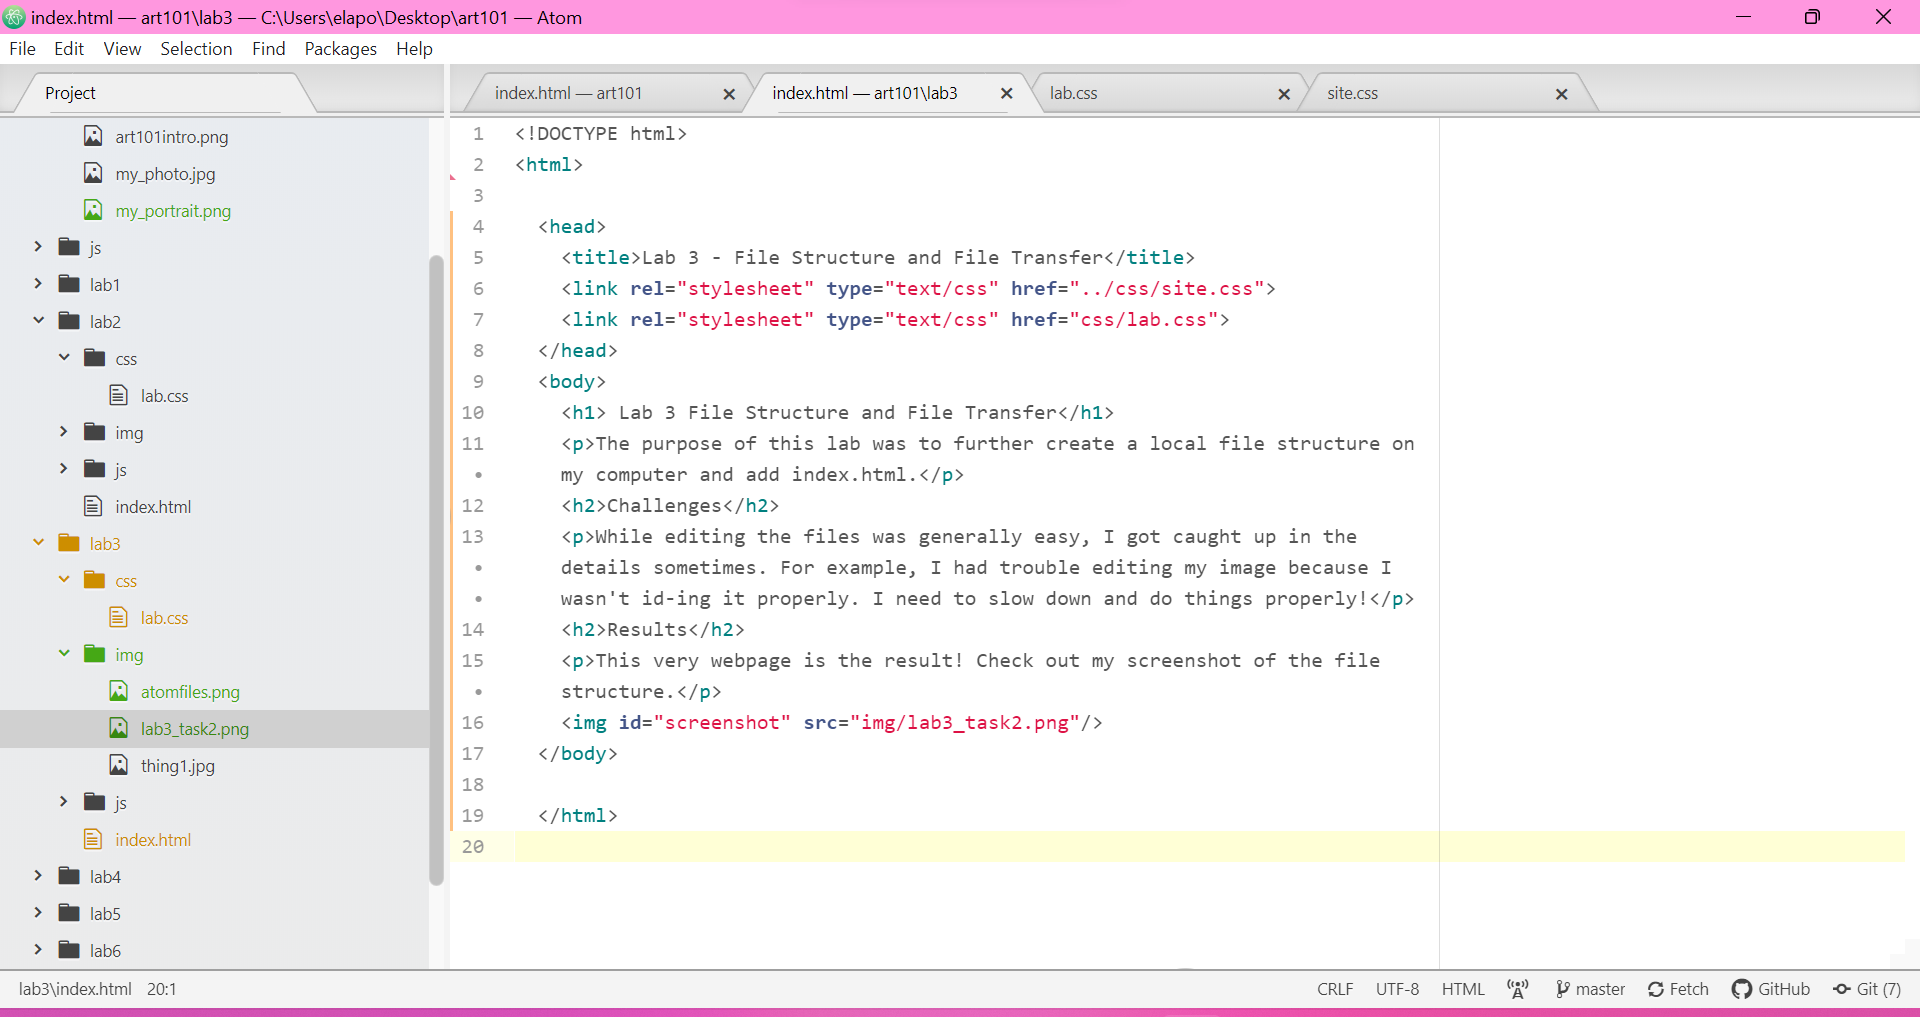 index.html — art101\lab3 — C:\Users\elapo\Desktop\art101 — Atom
File Edit View Selection Find Packages Help
Project
index.html — art101
index.html — art101\lab3
lab.css
site.css
art101intro.png
my_photo.jpg
my_portrait.png
js
lab1
lab2
css
lab.css
img
js
index.html
lab3
css
lab.css
img
atomfiles.png
lab3_task2.png
thing1.jpg
js
index.html
lab4
lab5
lab6
1 <!DOCTYPE html>
2 <html>
3
4 <head>
5 <title>Lab 3 - File Structure and File Transfer</title>
6 <link rel="stylesheet" type="text/css" href="../css/site.css">
7 <link rel="stylesheet" type="text/css" href="css/lab.css">
8 </head>
9 <body>
10 <h1> Lab 3 File Structure and File Transfer</h1>
11 <p>The purpose of this lab was to further create a local file structure on
• my computer and add index.html.</p>
12 <h2>Challenges</h2>
13 <p>While editing the files was generally easy, I got caught up in the
• details sometimes. For example, I had trouble editing my image because I
• wasn't id-ing it properly. I need to slow down and do things properly!</p>
14 <h2>Results</h2>
15 <p>This very webpage is the result! Check out my screenshot of the file
• structure.</p>
16 <img id="screenshot" src="img/lab3_task2.png"/>
17 </body>
18
19 </html>
20
lab3\index.html 20:1
CRLF UTF-8 HTML master Fetch GitHub Git (7)